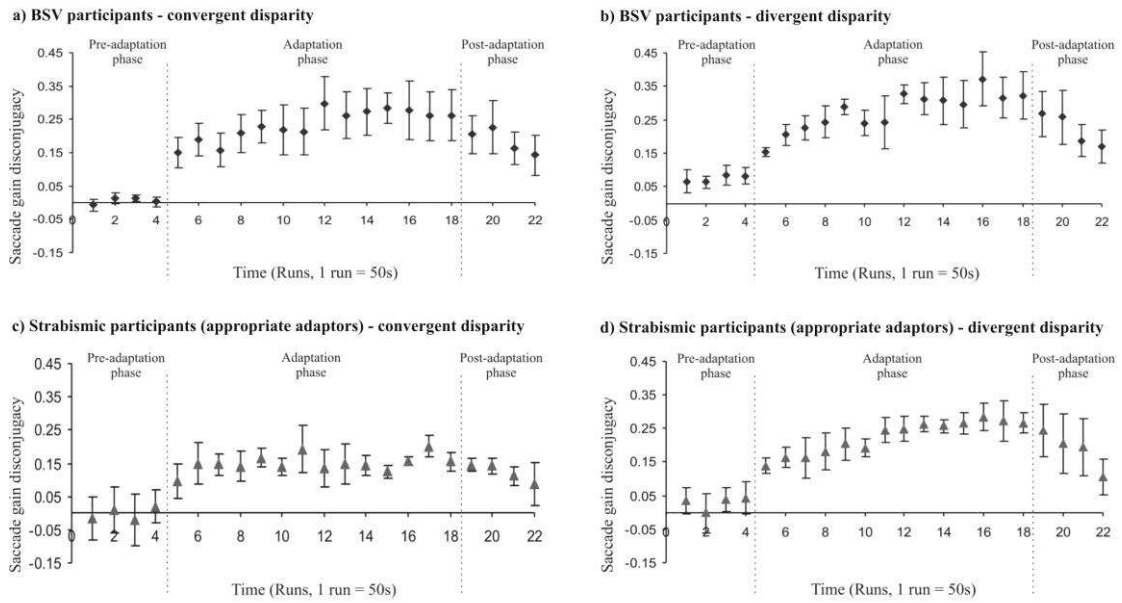 a) BSV participants - convergent disparity
Pre-adaptation
phase
Adaptation
phase
Post-adaptation
phase
Saccade gain disconjugacy
0.45
0.35
0.25
0.15
0.05
-0.05
-0.15
0 2 4 6 8 10 12 14 16 18 20 22
Time (Runs, 1 run = 50s)
b) BSV participants - divergent disparity
Pre-adaptation
phase
Adaptation
phase
Post-adaptation
phase
Saccade gain disconjugacy
0.45
0.35
0.25
0.15
0.05
-0.05
-0.15
0 2 4 6 8 10 12 14 16 18 20 22
Time (Runs, 1 run = 50s)
c) Strabismic participants (appropriate adaptors) - convergent disparity
Pre-adaptation
phase
Adaptation
phase
Post-adaptation
phase
Saccade gain disconjugacy
0.45
0.35
0.25
0.15
0.05
-0.05
-0.15
0 2 4 6 8 10 12 14 16 18 20 22
Time (Runs, 1 run = 50s)
d) Strabismic participants (appropriate adaptors) - divergent disparity
Pre-adaptation
phase
Adaptation
phase
Post-adaptation
phase
Saccade gain disconjugacy
0.45
0.35
0.25
0.15
0.05
-0.05
-0.15
0 2 4 6 8 10 12 14 16 18 20 22
Time (Runs, 1 run = 50s)